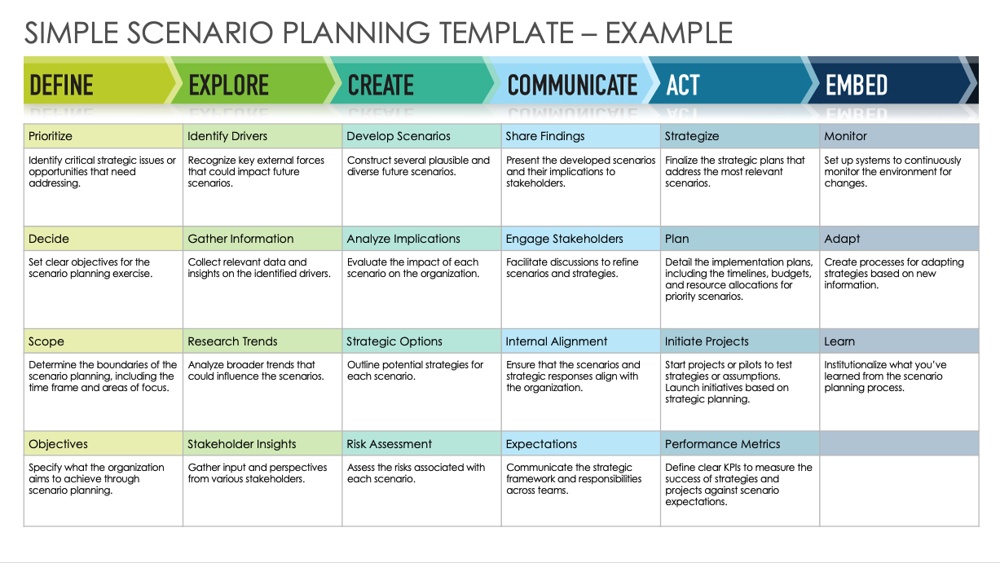 SIMPLE SCENARIO PLANNING TEMPLATE – EXAMPLE
DEFINE
EXPLORE
CREATE
COMMUNICATE
ACT
EMBED
Prioritize
Identify Drivers
Develop Scenarios
Share Findings
Strategize
Monitor
Identify critical strategic issues or
opportunities that need
addressing.
Recognize key external forces
that could impact future
scenarios.
Construct several plausible and
diverse future scenarios.
Present the developed scenarios
and their implications to
stakeholders.
Finalize the strategic plans that
address the most relevant
scenarios.
Set up systems to continuously
monitor the environment for
changes.
Decide
Gather Information
Analyze Implications
Engage Stakeholders
Plan
Adapt
Set clear objectives for the
scenario planning exercise.
Collect relevant data and
insights on the identified drivers.
Evaluate the impact of each
scenario on the organization.
Facilitate discussions to refine
scenarios and strategies.
Detail the implementation plans,
including the timelines, budgets,
and resource allocations for
priority scenarios.
Create processes for adapting
strategies based on new
information.
Scope
Research Trends
Strategic Options
Internal Alignment
Initiate Projects
Learn
Determine the boundaries of the
scenario planning, including the
time frame and areas of focus.
Analyze broader trends that
could influence the scenarios.
Outline potential strategies for
each scenario.
Ensure that the scenarios and
strategic responses align with
the organization.
Start projects or pilots to test
strategies or assumptions.
Launch initiatives based on
strategic planning.
Institutionalize what you’ve
learned from the scenario
planning process.
Objectives
Stakeholder Insights
Risk Assessment
Expectations
Performance Metrics
Specify what the organization
aims to achieve through
scenario planning.
Gather input and perspectives
from various stakeholders.
Assess the risks associated with
each scenario.
Communicate the strategic
framework and responsibilities
across teams.
Define clear KPIs to measure the
success of strategies and
projects against scenario
expectations.